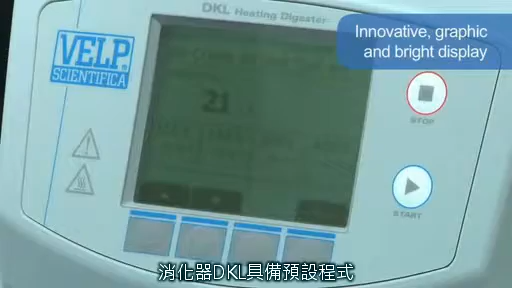 DKL Heating Digester
Innovative, graphic
and bright display
VELP®
SCIENTIFICA
21
STOP
START
消化器DKL具備預設程式